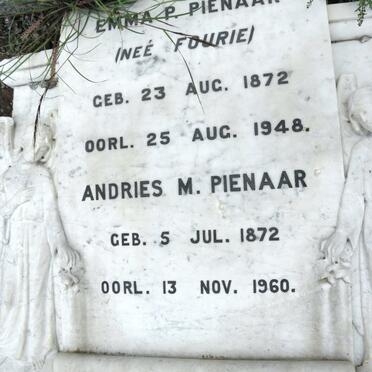 EMMA P. PIENAAR
(NEÉ FOURIE)
GEB. 23 AUG. 1872
OORL. 25 AUG. 1948.
ANDRIES M. PIENAAR
GEB. 5 JUL. 1872
OORL. 13 NOV. 1960.